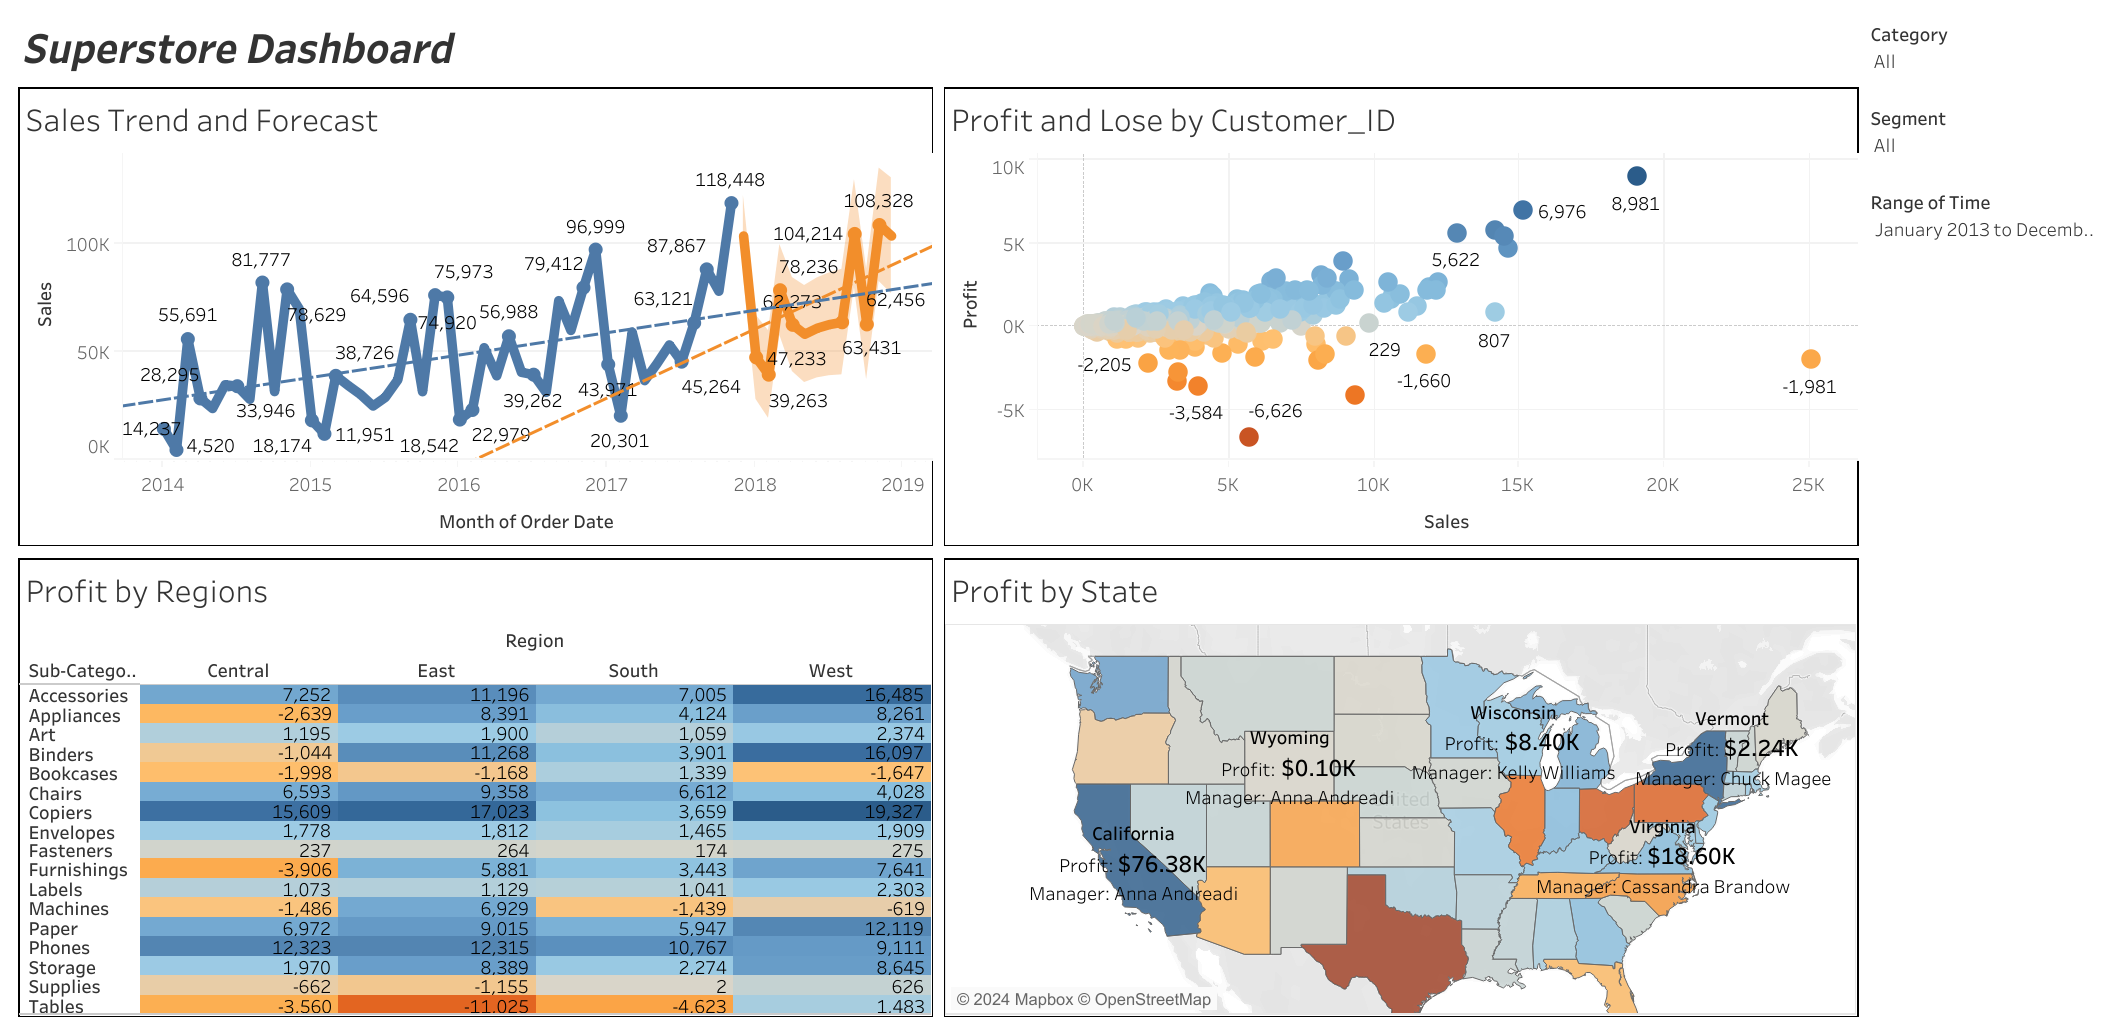 Superstore Dashboard
Category
All
Segment
All
Range of Time
January 2013 to Decemb..
Sales Trend and Forecast
Sales
100K
50K
0K
14,237
28,295
55,691
4,520
33,946
81,777
78,629
18,174
38,726
11,951
64,596
74,920
75,973
18,542
22,979
56,988
39,262
79,412
96,999
43,971
20,301
63,121
45,264
87,867
118,448
62,273
47,233
39,263
78,236
104,214
63,431
108,328
62,456
2014 2015 2016 2017 2018 2019
Month of Order Date
Profit and Lose by Customer_ID
Profit
10K
5K
0K
-5K
8,981
6,976
5,622
807
229
-2,205
-1,660
-1,981
-3,584
-6,626
0K 5K 10K 15K 20K 25K
Sales
Profit by Regions
Region
Sub-Catego.. Central East South West
Accessories 7,252 11,196 7,005 16,485
Appliances -2,639 8,391 4,124 8,261
Art 1,195 1,900 1,059 2,374
Binders -1,044 11,268 3,901 16,097
Bookcases -1,998 -1,168 1,339 -1,647
Chairs 6,593 9,358 6,612 4,028
Copiers 15,609 17,023 3,659 19,327
Envelopes 1,778 1,812 1,465 1,909
Fasteners 237 264 174 275
Furnishings -3,906 5,881 3,443 7,641
Labels 1,073 1,129 1,041 2,303
Machines -1,486 6,929 -1,439 -619
Paper 6,972 9,015 5,947 12,119
Phones 12,323 12,315 10,767 9,111
Storage 1,970 8,389 2,274 8,645
Supplies -662 -1,155 2 626
Tables -3,560 -11,025 -4,623 1,483
Profit by State
Wisconsin
Profit: $8.40K
Manager: Kelly Williams
Vermont
Profit: $2.24K
Manager: Chuck Magee
Wyoming
Profit: $0.10K
Manager: Anna Andreadi
United
States
California
Profit: $76.38K
Manager: Anna Andreadi
Virginia
Profit: $18.60K
Manager: Cassandra Brandow
© 2024 Mapbox © OpenStreetMap